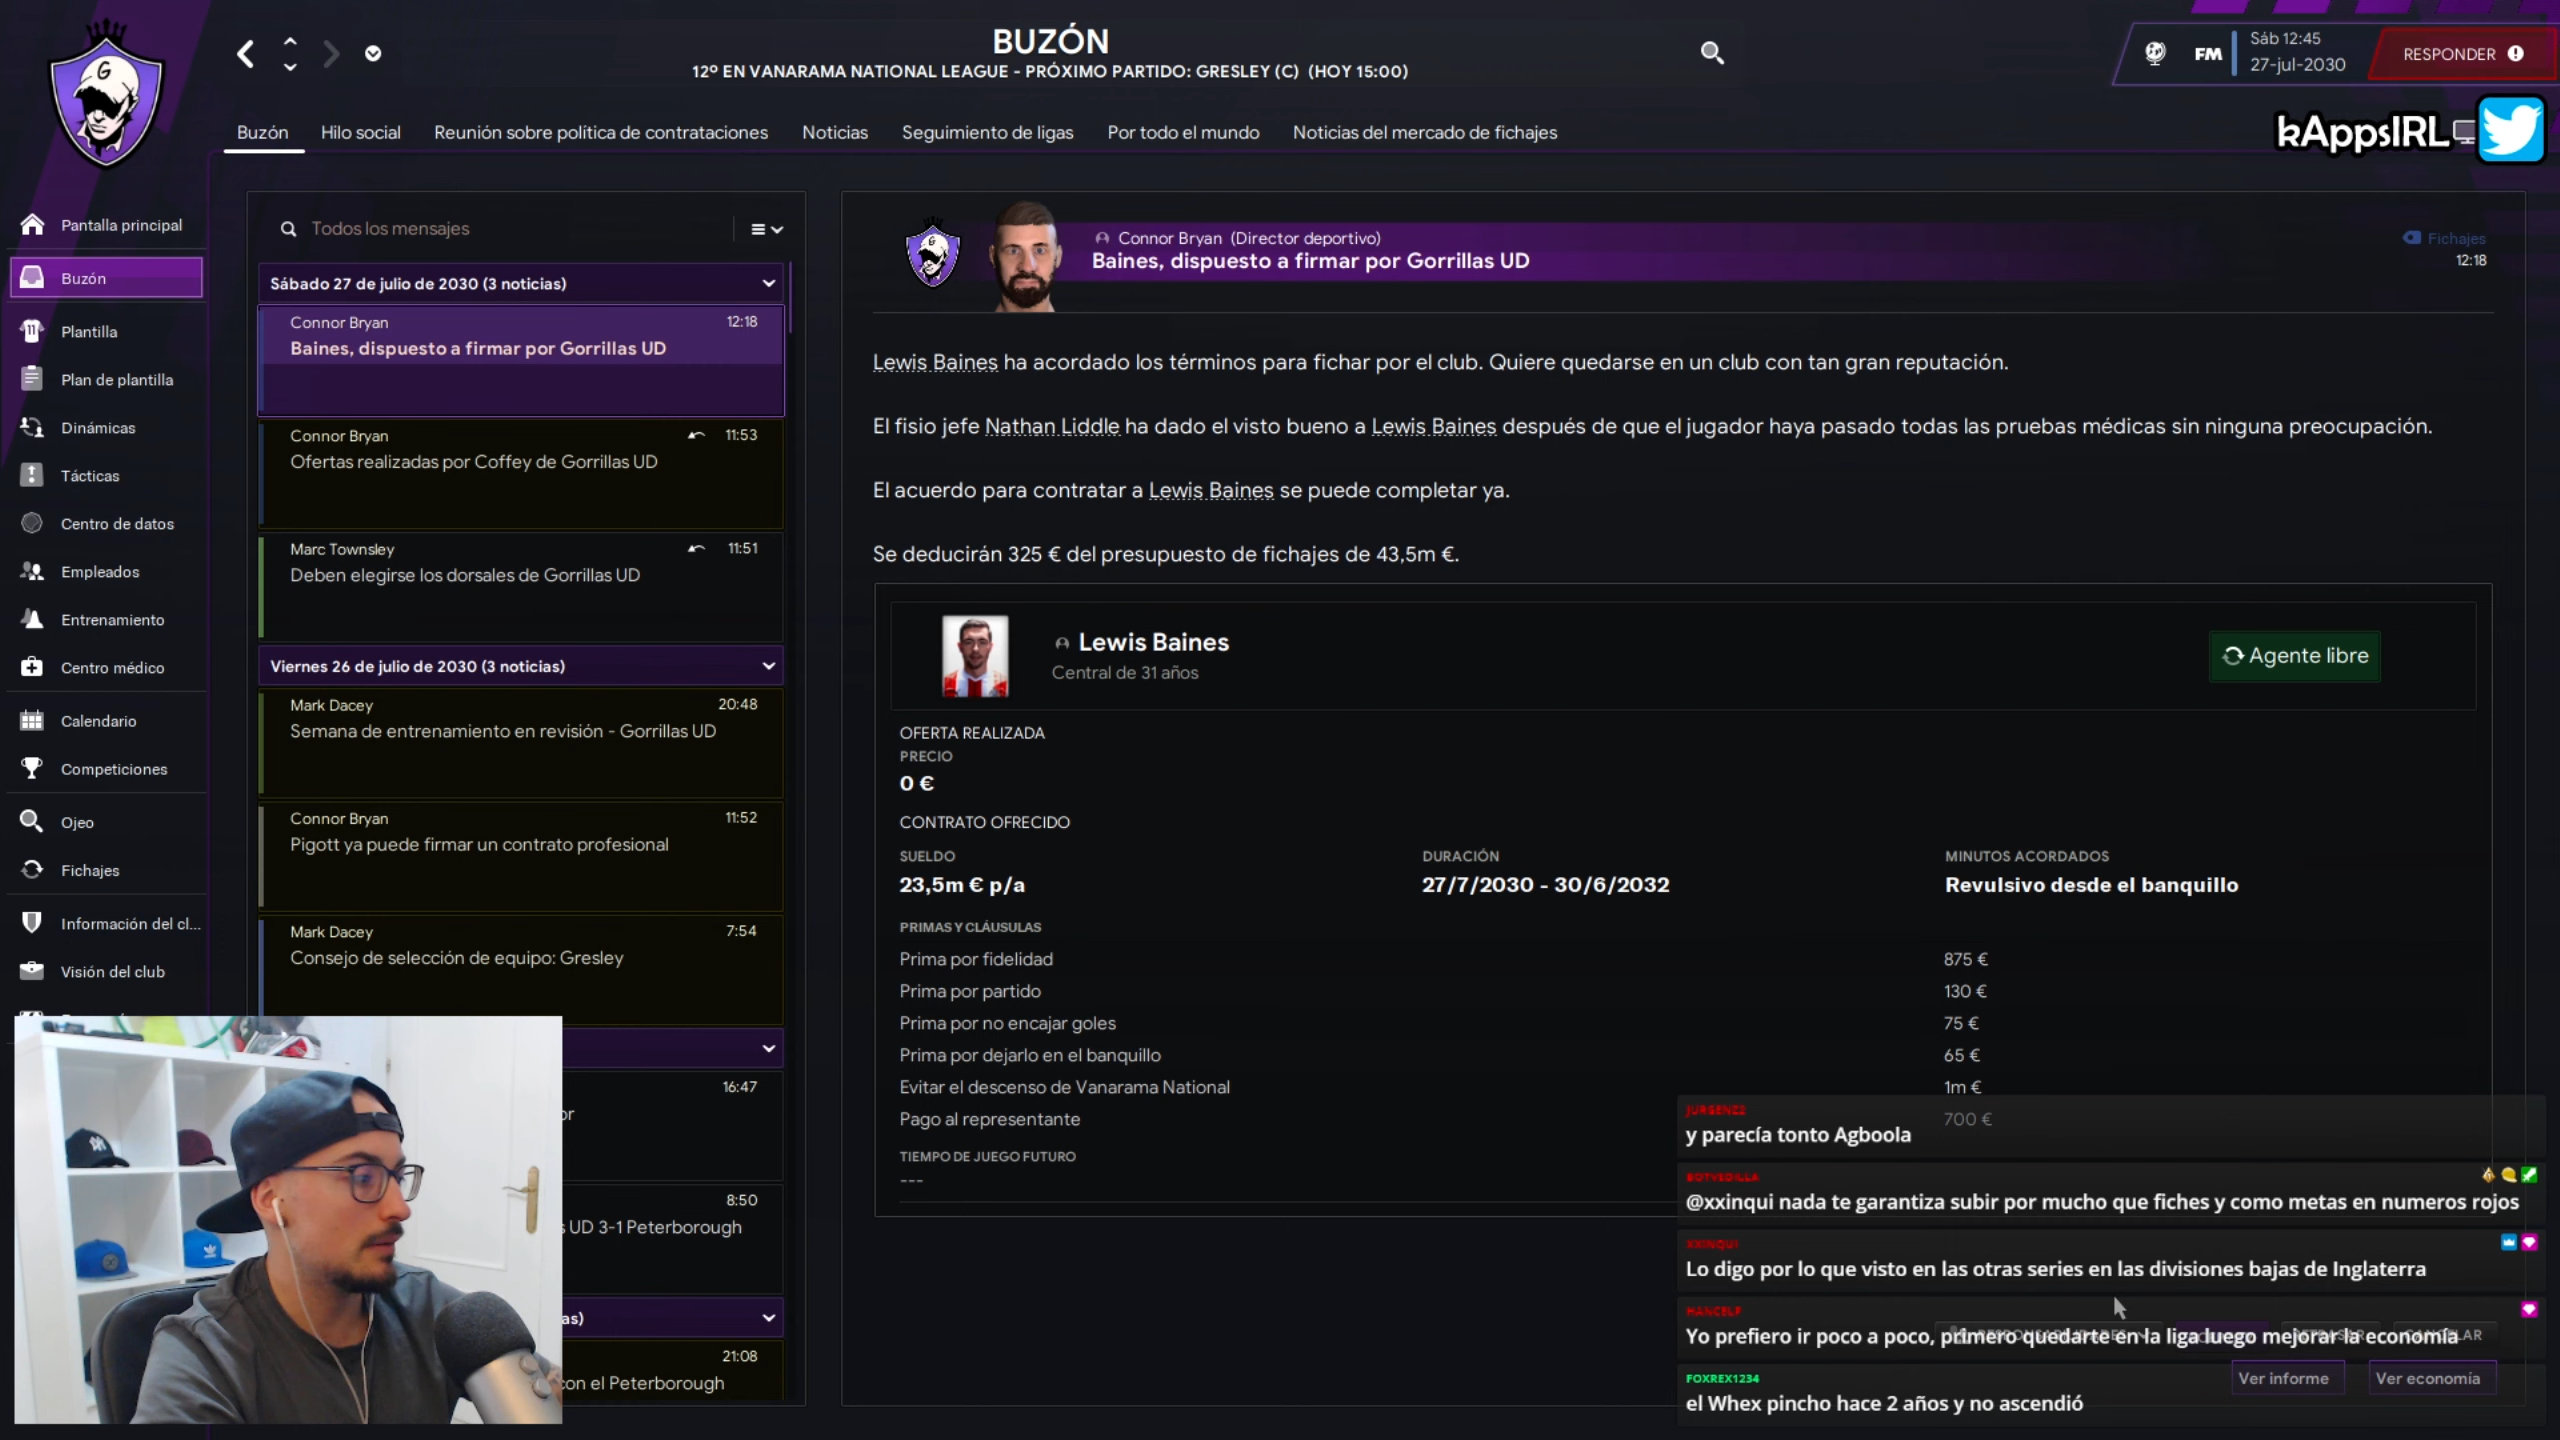 BUZÓN
12º EN VANARAMA NATIONAL LEAGUE - PRÓXIMO PARTIDO: GRESLEY (C) (HOY 15:00)
FM
Sáb 12:45
27-jul-2030
RESPONDER
kAppsIRL
Buzón
Hilo social
Reunión sobre política de contrataciones
Noticias
Seguimiento de ligas
Por todo el mundo
Noticias del mercado de fichajes
Pantalla principal
Buzón
Plantilla
Plan de plantilla
Dinámicas
Tácticas
Centro de datos
Empleados
Entrenamiento
Centro médico
Calendario
Competiciones
Ojeo
Fichajes
Información del cl...
Visión del club
Todos los mensajes
Sábado 27 de julio de 2030 (3 noticias)
Connor Bryan 12:18
Baines, dispuesto a firmar por Gorrillas UD
Connor Bryan 11:53
Ofertas realizadas por Coffey de Gorrillas UD
Marc Townsley 11:51
Deben elegirse los dorsales de Gorrillas UD
Viernes 26 de julio de 2030 (3 noticias)
Mark Dacey 20:48
Semana de entrenamiento en revisión - Gorrillas UD
Connor Bryan 11:52
Pigott ya puede firmar un contrato profesional
Mark Dacey 7:54
Consejo de selección de equipo: Gresley
16:47
or
8:50
UD 3-1 Peterborough
as)
21:08
con el Peterborough
Connor Bryan (Director deportivo)
Baines, dispuesto a firmar por Gorrillas UD
Fichajes
12:18
Lewis Baines ha acordado los términos para fichar por el club. Quiere quedarse en un club con tan gran reputación.
El fisio jefe Nathan Liddle ha dado el visto bueno a Lewis Baines después de que el jugador haya pasado todas las pruebas médicas sin ninguna preocupación.
El acuerdo para contratar a Lewis Baines se puede completar ya.
Se deducirán 325 € del presupuesto de fichajes de 43,5m €.
Lewis Baines
Central de 31 años
Agente libre
OFERTA REALIZADA
PRECIO
0 €
CONTRATO OFRECIDO
SUELDO DURACIÓN MINUTOS ACORDADOS
23,5m € p/a 27/7/2030 - 30/6/2032 Revulsivo desde el banquillo
PRIMAS Y CLÁUSULAS
Prima por fidelidad 875 €
Prima por partido 130 €
Prima por no encajar goles 75 €
Prima por dejarlo en el banquillo 65 €
Evitar el descenso de Vanarama National 1m €
Pago al representante 700 €
TIEMPO DE JUEGO FUTURO
---
JURGENZ2
y parecía tonto Agboola
BOTVEDILLA
@xxinqui nada te garantiza subir por mucho que fiches y como metas en numeros rojos
XXINQUI
Lo digo por lo que visto en las otras series en las divisiones bajas de Inglaterra
HANCELP
Yo prefiero ir poco a poco, primero quedarte en la liga luego mejorar la economia
FOXREX1234
el Whex pincho hace 2 años y no ascendió
Ver informe
Ver economía